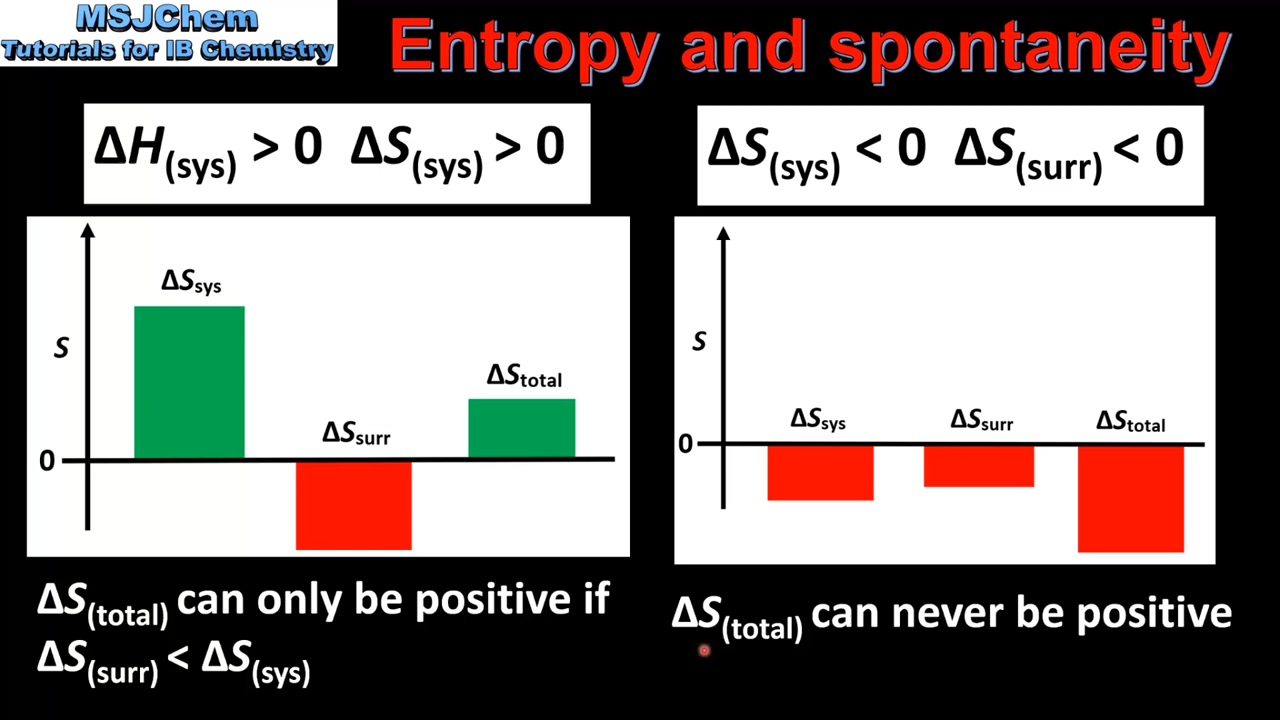 MSJChem
Tutorials for IB Chemistry
Entropy and spontaneity
ΔH(sys) > 0 ΔS(sys) > 0
ΔSsys
S
ΔStotal
ΔSsurr
0
ΔS(total) can only be positive if
ΔS(surr) < ΔS(sys)
ΔS(sys) < 0 ΔS(surr) < 0
S
ΔSsys ΔSsurr ΔStotal
0
ΔS(total) can never be positive